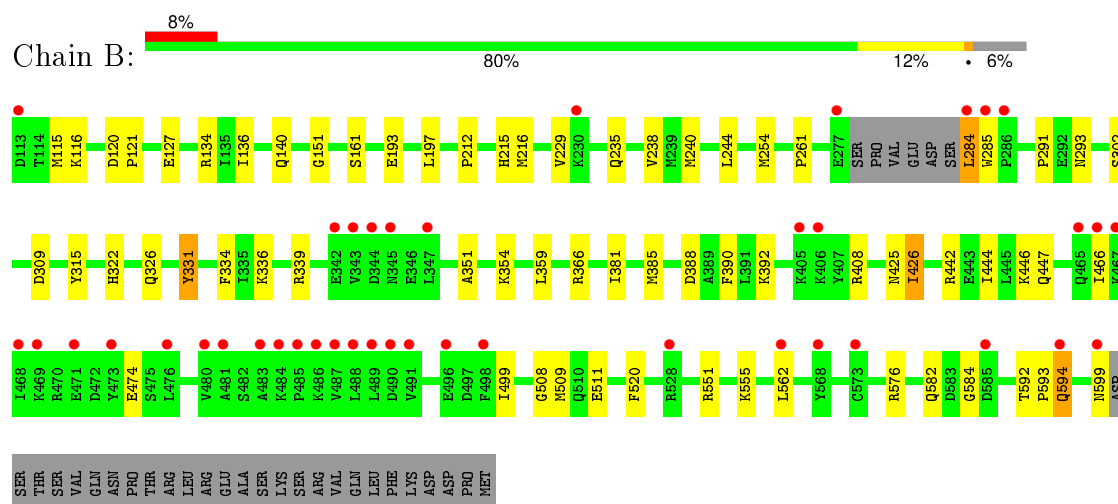 8%
Chain B:
80% 12% • 6%
D113 T114 M115 K116 D120 P121 E127 R134 I135 I136 Q140 G151 S161 E193 L197 P212 H215 M216 V229 K230 Q235 V238 M239 M240 L244 M254 P261 E277 SER PRO VAL GLU ASP SER L284 W285 P286 P291 E292 N293 S302
D309 Y315 H322 Q326 Y331 F334 I335 K336 R339 E342 V343 D344 N345 E346 L347 A351 K354 L359 R366 I381 M385 D388 A389 F390 L391 K392 K405 K406 Y407 R408 N425 I426 R442 E443 I444 L445 K446 Q447 Q465 I466 K467
I468 K469 R470 E471 D472 Y473 E474 S475 L476 V480 A481 S482 A483 K484 P485 K486 V487 L488 L489 D490 V491 E496 D497 F498 I499 G508 M509 Q510 E511 F520 R528 R551 K555 L562 Y568 C573 R576 Q582 D583 G584 D585 T592 P593 Q594 N599 ASP
SER THR SER VAL GLN ASN PRO THR ARG LEU ARG GLU ALA SER LYS SER ARG VAL GLN LEU PHE LYS ASP ASP PRO MET